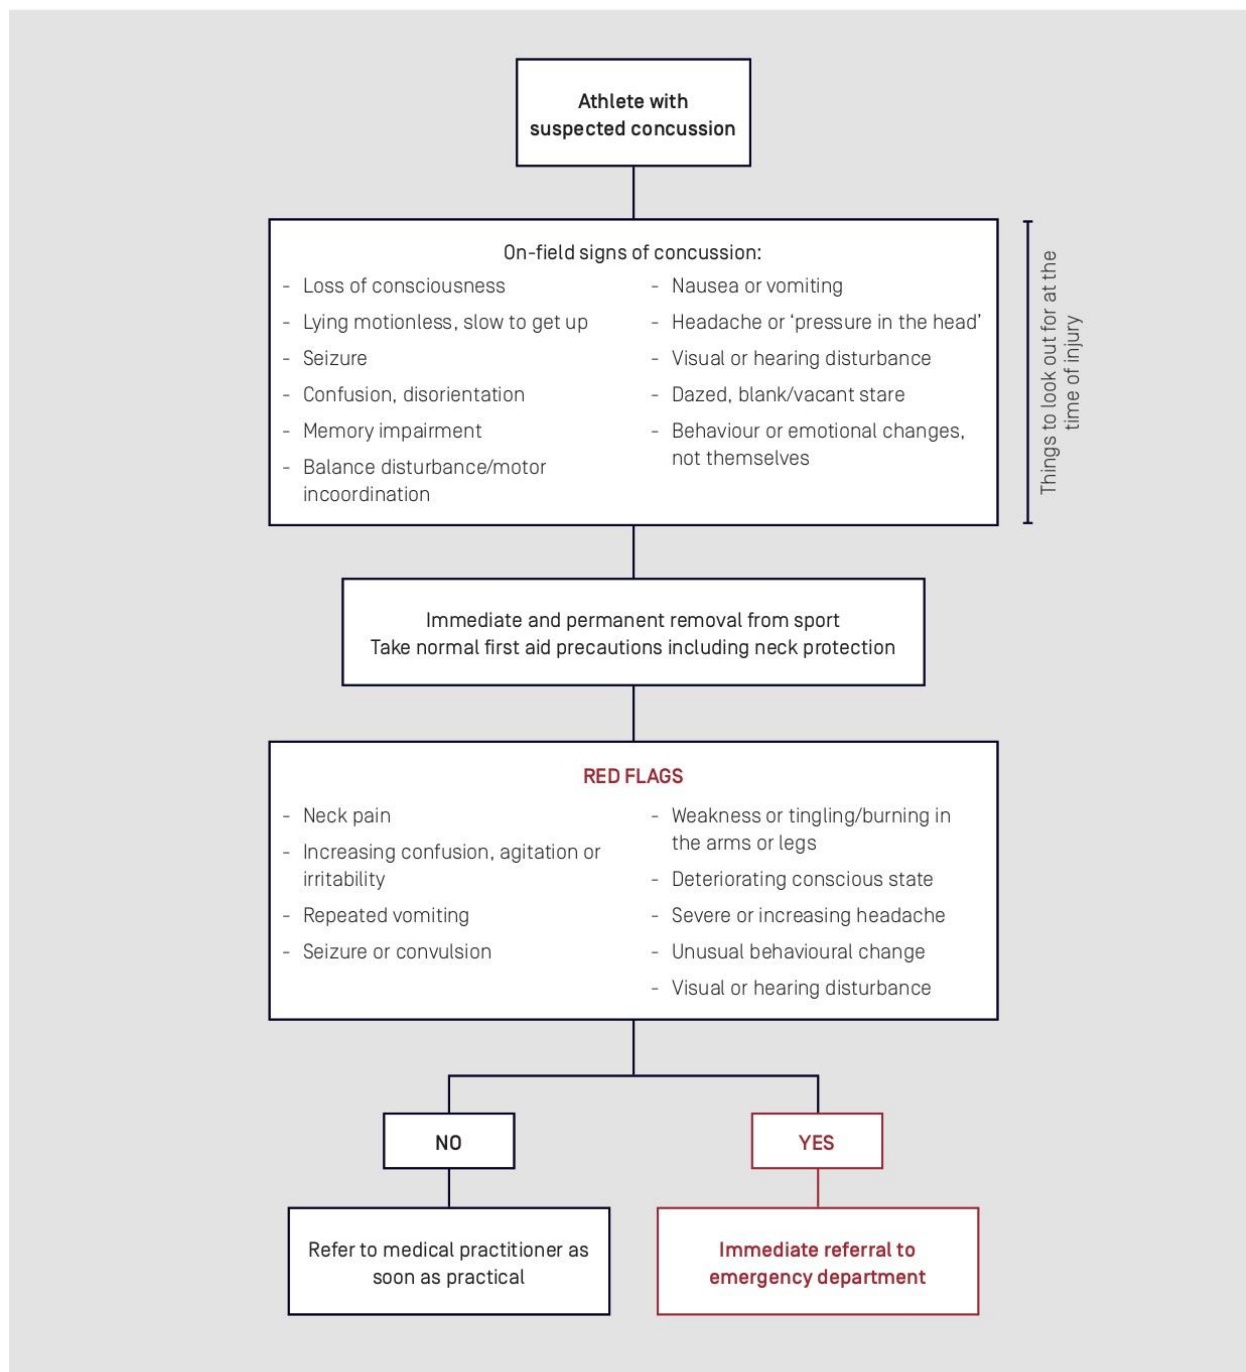 Athlete with
suspected concussion
On-field signs of concussion:
- Loss of consciousness
- Lying motionless, slow to get up
- Seizure
- Confusion, disorientation
- Memory impairment
- Balance disturbance/motor
incoordination
- Nausea or vomiting
- Headache or ‘pressure in the head’
- Visual or hearing disturbance
- Dazed, blank/vacant stare
- Behaviour or emotional changes,
not themselves
Things to look out for at the
time of injury
Immediate and permanent removal from sport
Take normal first aid precautions including neck protection
RED FLAGS
- Neck pain
- Increasing confusion, agitation or
irritability
- Repeated vomiting
- Seizure or convulsion
- Weakness or tingling/burning in
the arms or legs
- Deteriorating conscious state
- Severe or increasing headache
- Unusual behavioural change
- Visual or hearing disturbance
NO
YES
Refer to medical practitioner as
soon as practical
Immediate referral to
emergency department